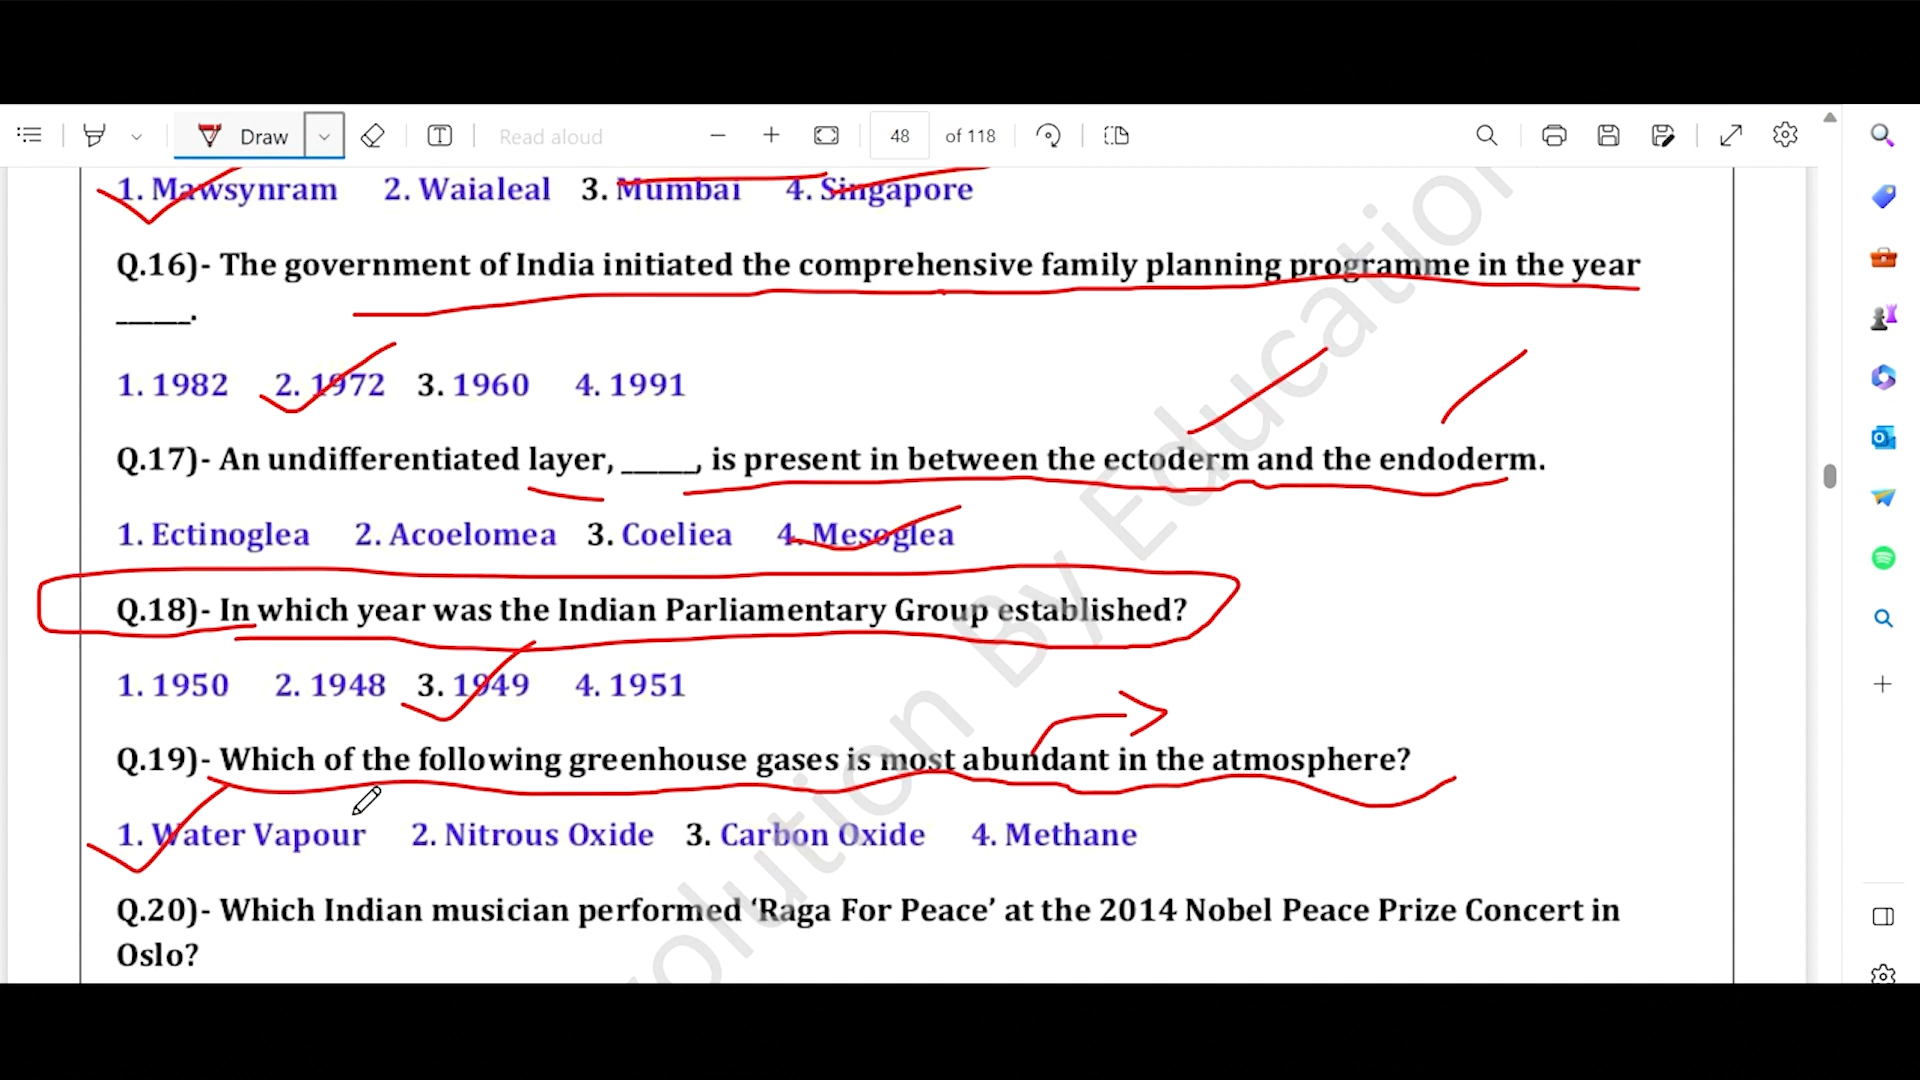 Draw
Read aloud
48 of 118
1. Mawsynram 2. Waialeal 3. Mumbai 4. Singapore
Q.16)- The government of India initiated the comprehensive family planning programme in the year
_____.
1. 1982 2. 1972 3. 1960 4. 1991
Q.17)- An undifferentiated layer, _____, is present in between the ectoderm and the endoderm.
1. Ectinoglea 2. Acoelomea 3. Coeliea 4. Mesoglea
Q.18)- In which year was the Indian Parliamentary Group established?
1. 1950 2. 1948 3. 1949 4. 1951
Q.19)- Which of the following greenhouse gases is most abundant in the atmosphere?
1. Water Vapour 2. Nitrous Oxide 3. Carbon Oxide 4. Methane
Q.20)- Which Indian musician performed ‘Raga For Peace’ at the 2014 Nobel Peace Prize Concert in
Oslo?
olution By Education